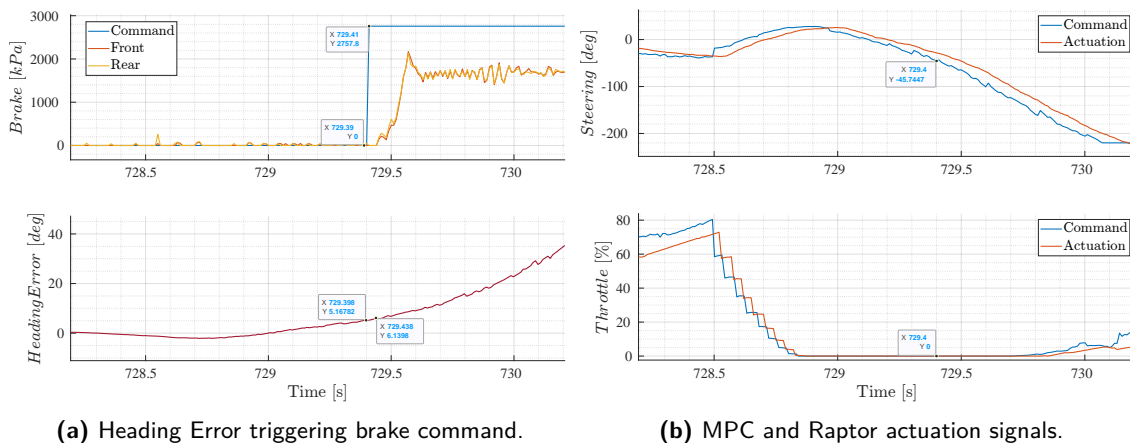 Brake [kPa]
3000
2000
1000
0
Command
Front
Rear
X 729.41
Y 2757.8
X 729.39
Y 0
728.5
729
729.5
730
HeadingError [deg]
40
20
0
X 729.398
Y 5.16782
X 729.438
Y 6.1398
728.5
729
729.5
730
Time [s]
(a) Heading Error triggering brake command.
Steering [deg]
0
-100
-200
Command
Actuation
X 729.4
Y -45.7447
728.5
729
729.5
730
Throttle [%]
80
60
40
20
0
Command
Actuation
X 729.4
Y 0
728.5
729
729.5
730
Time [s]
(b) MPC and Raptor actuation signals.